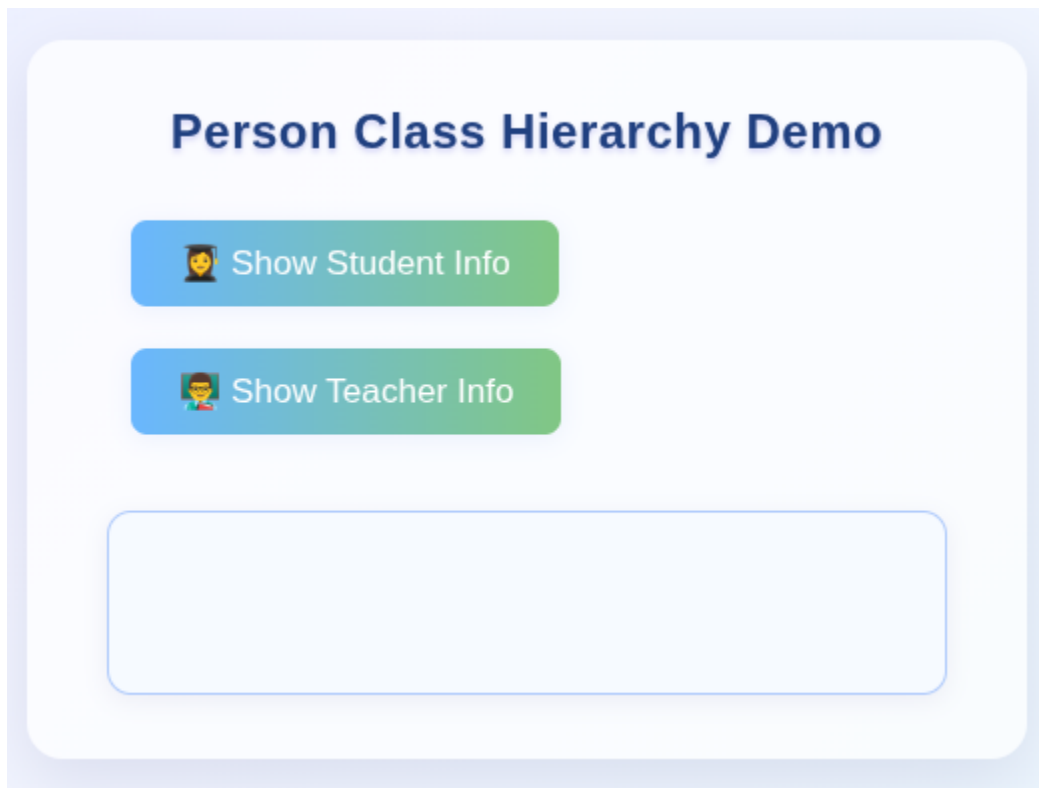 Person Class Hierarchy Demo
👩‍🎓 Show Student Info
👨‍🏫 Show Teacher Info